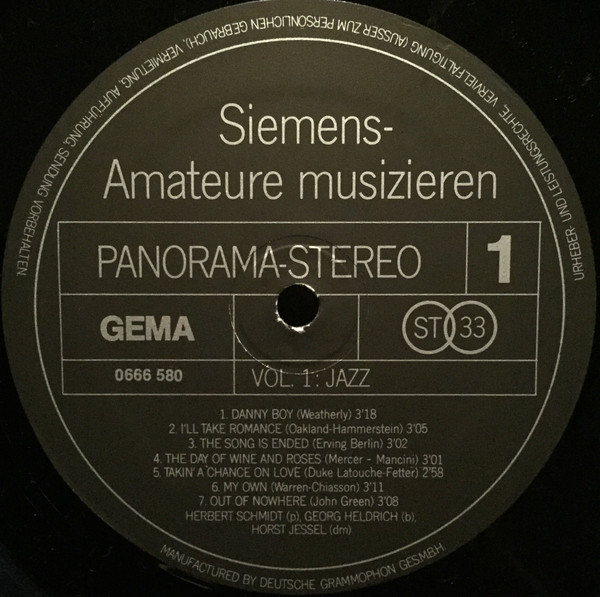 Siemens-
Amateure musizieren
PANORAMA-STEREO
1
GEMA
ST 33
0666 580
VOL. 1: JAZZ
1. DANNY BOY (Weatherly) 3'18
2. I'LL TAKE ROMANCE (Oakland-Hammerstein) 3'05
3. THE SONG IS ENDED (Erving Berlin) 3'02
4. THE DAY OF WINE AND ROSES (Mercer - Mancini) 3'01
5. TAKIN' A CHANCE ON LOVE (Duke Latouche-Fetter) 2'58
6. MY OWN (Warren-Chiasson) 3'11
7. OUT OF NOWHERE (John Green) 3'08
HERBERT SCHMIDT (p), GEORG HELDRICH (b),
HORST JESSEL (dm)
URHEBER- UND LEISTUNGSRECHTE, VERVIELFÄLTIGUNG (AUSSER ZUM PERSÖNLICHEN GEBRAUCH), VERMIETUNG, AUFFÜHRUNG, SENDUNG VORBEHALTEN
MANUFACTURED BY DEUTSCHE GRAMMOPHON GES.M.B.H.